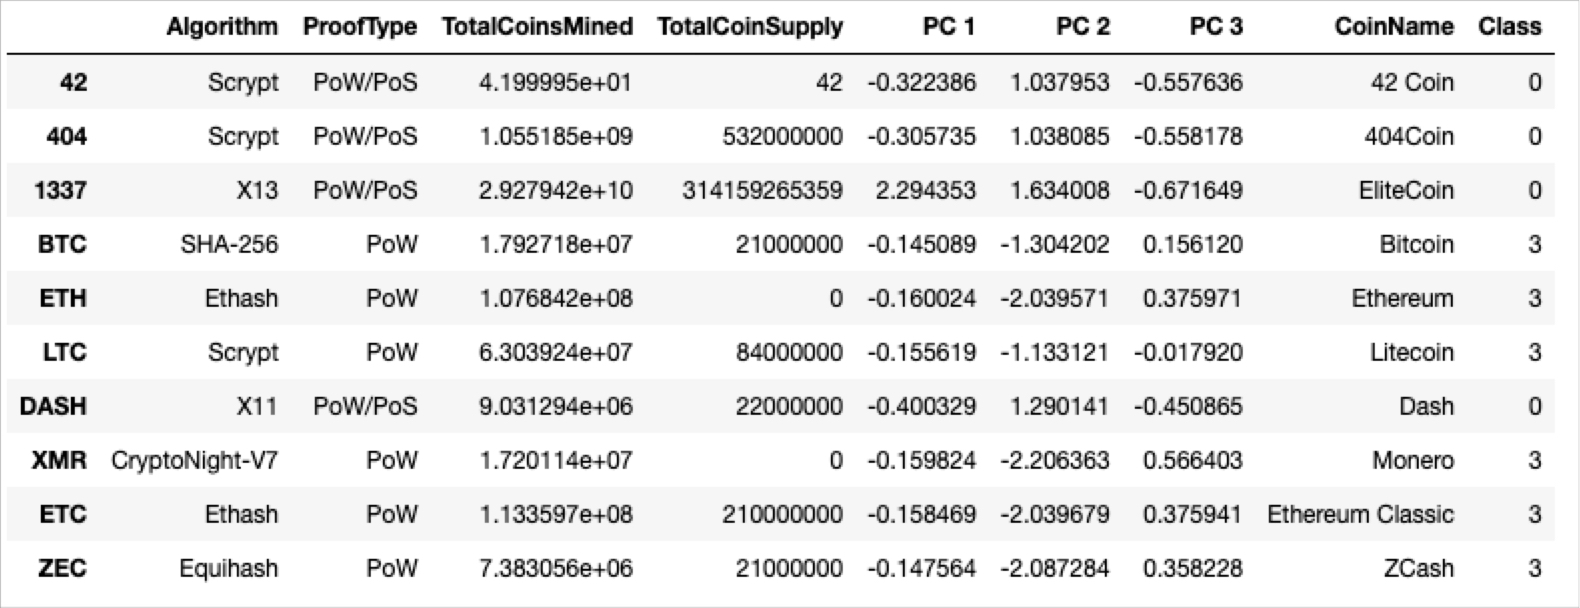 Algorithm ProofType TotalCoinsMined TotalCoinSupply PC 1 PC 2 PC 3 CoinName Class
42 Scrypt PoW/PoS 4.199995e+01 42 -0.322386 1.037953 -0.557636 42 Coin 0
404 Scrypt PoW/PoS 1.055185e+09 532000000 -0.305735 1.038085 -0.558178 404Coin 0
1337 X13 PoW/PoS 2.927942e+10 314159265359 2.294353 1.634008 -0.671649 EliteCoin 0
BTC SHA-256 PoW 1.792718e+07 21000000 -0.145089 -1.304202 0.156120 Bitcoin 3
ETH Ethash PoW 1.076842e+08 0 -0.160024 -2.039571 0.375971 Ethereum 3
LTC Scrypt PoW 6.303924e+07 84000000 -0.155619 -1.133121 -0.017920 Litecoin 3
DASH X11 PoW/PoS 9.031294e+06 22000000 -0.400329 1.290141 -0.450865 Dash 0
XMR CryptoNight-V7 PoW 1.720114e+07 0 -0.159824 -2.206363 0.566403 Monero 3
ETC Ethash PoW 1.133597e+08 210000000 -0.158469 -2.039679 0.375941 Ethereum Classic 3
ZEC Equihash PoW 7.383056e+06 21000000 -0.147564 -2.087284 0.358228 ZCash 3